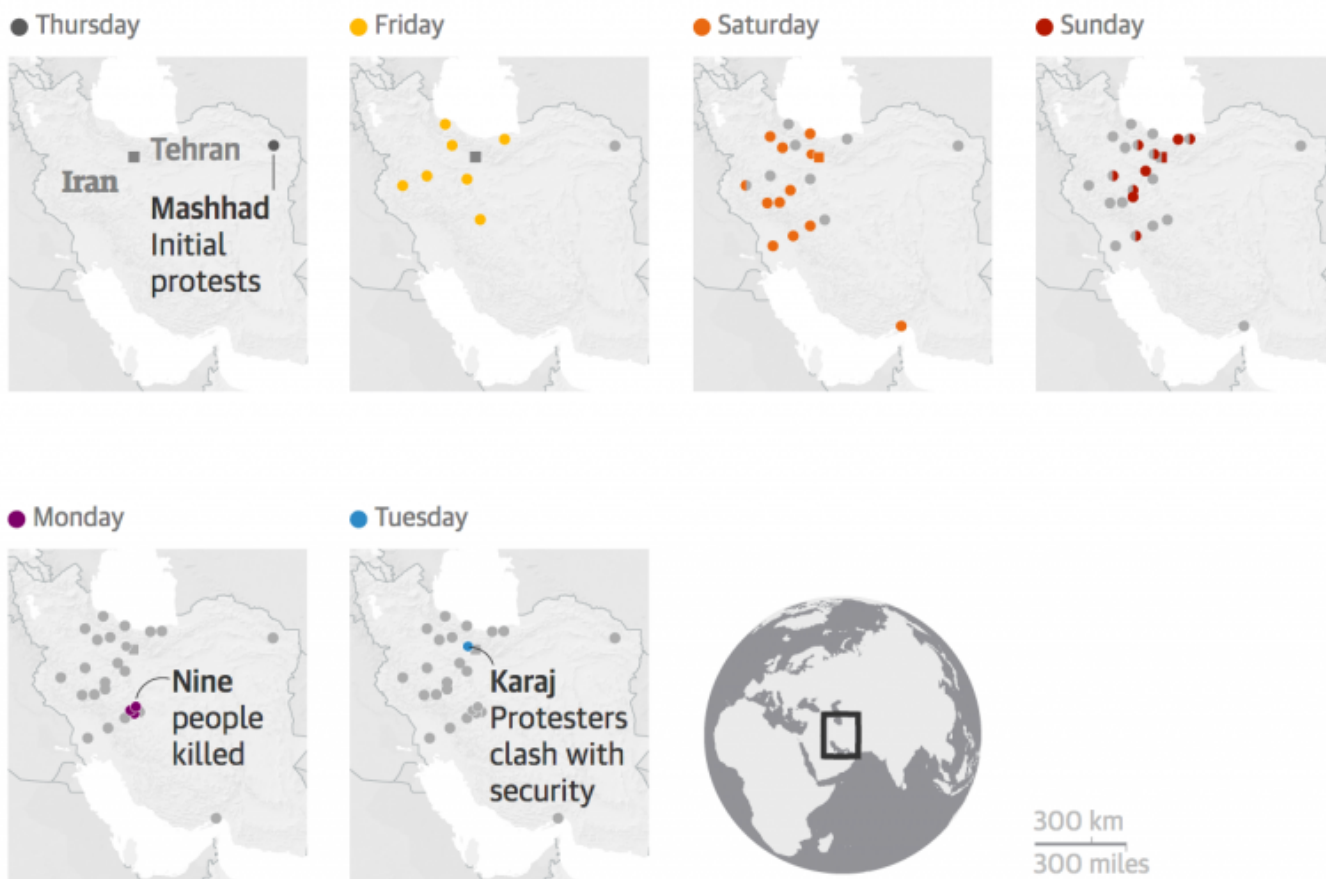 Thursday
Friday
Saturday
Sunday
Tehran
Iran
Mashhad
Initial
protests
Monday
Tuesday
Nine
people
killed
Karaj
Protesters
clash with
security
300 km
300 miles